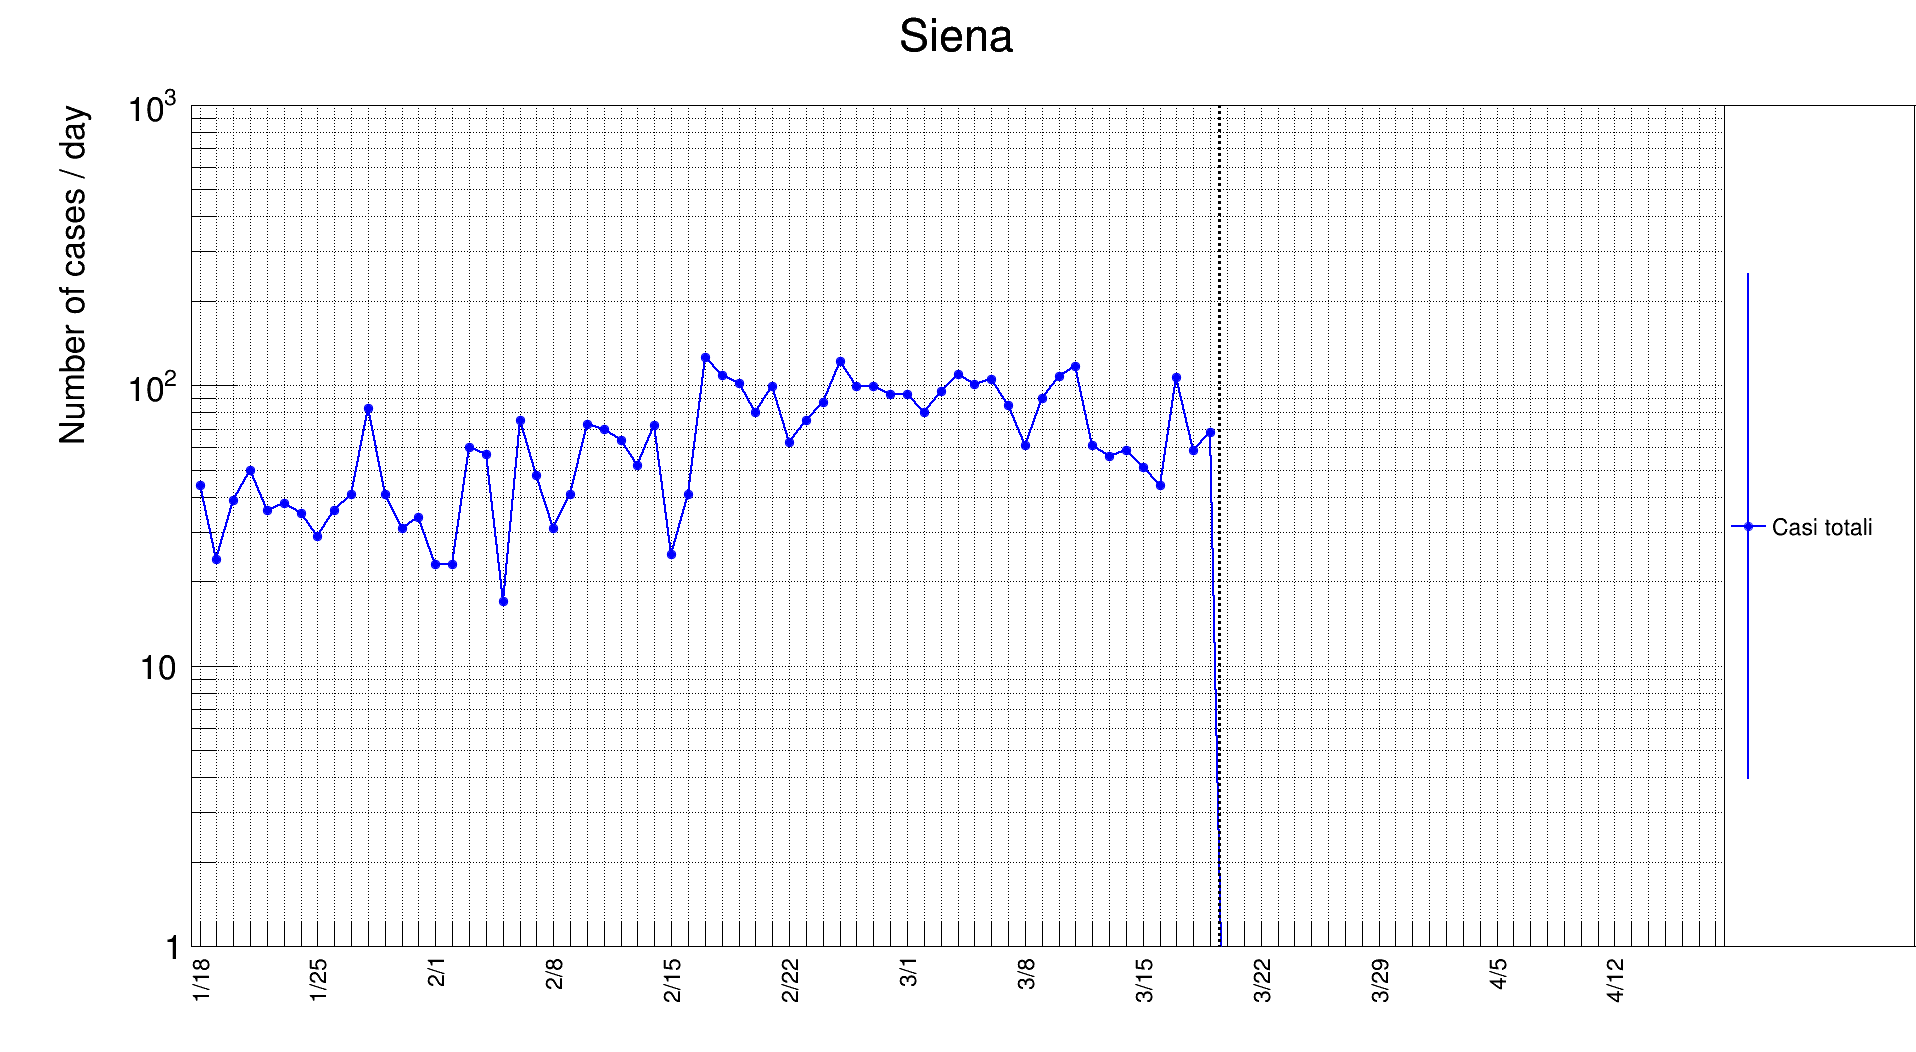 Siena
Number of cases / day
10³
10²
10
1
1/18 1/25 2/1 2/8 2/15 2/22 3/1 3/8 3/15 3/22 3/29 4/5 4/12
Casi totali